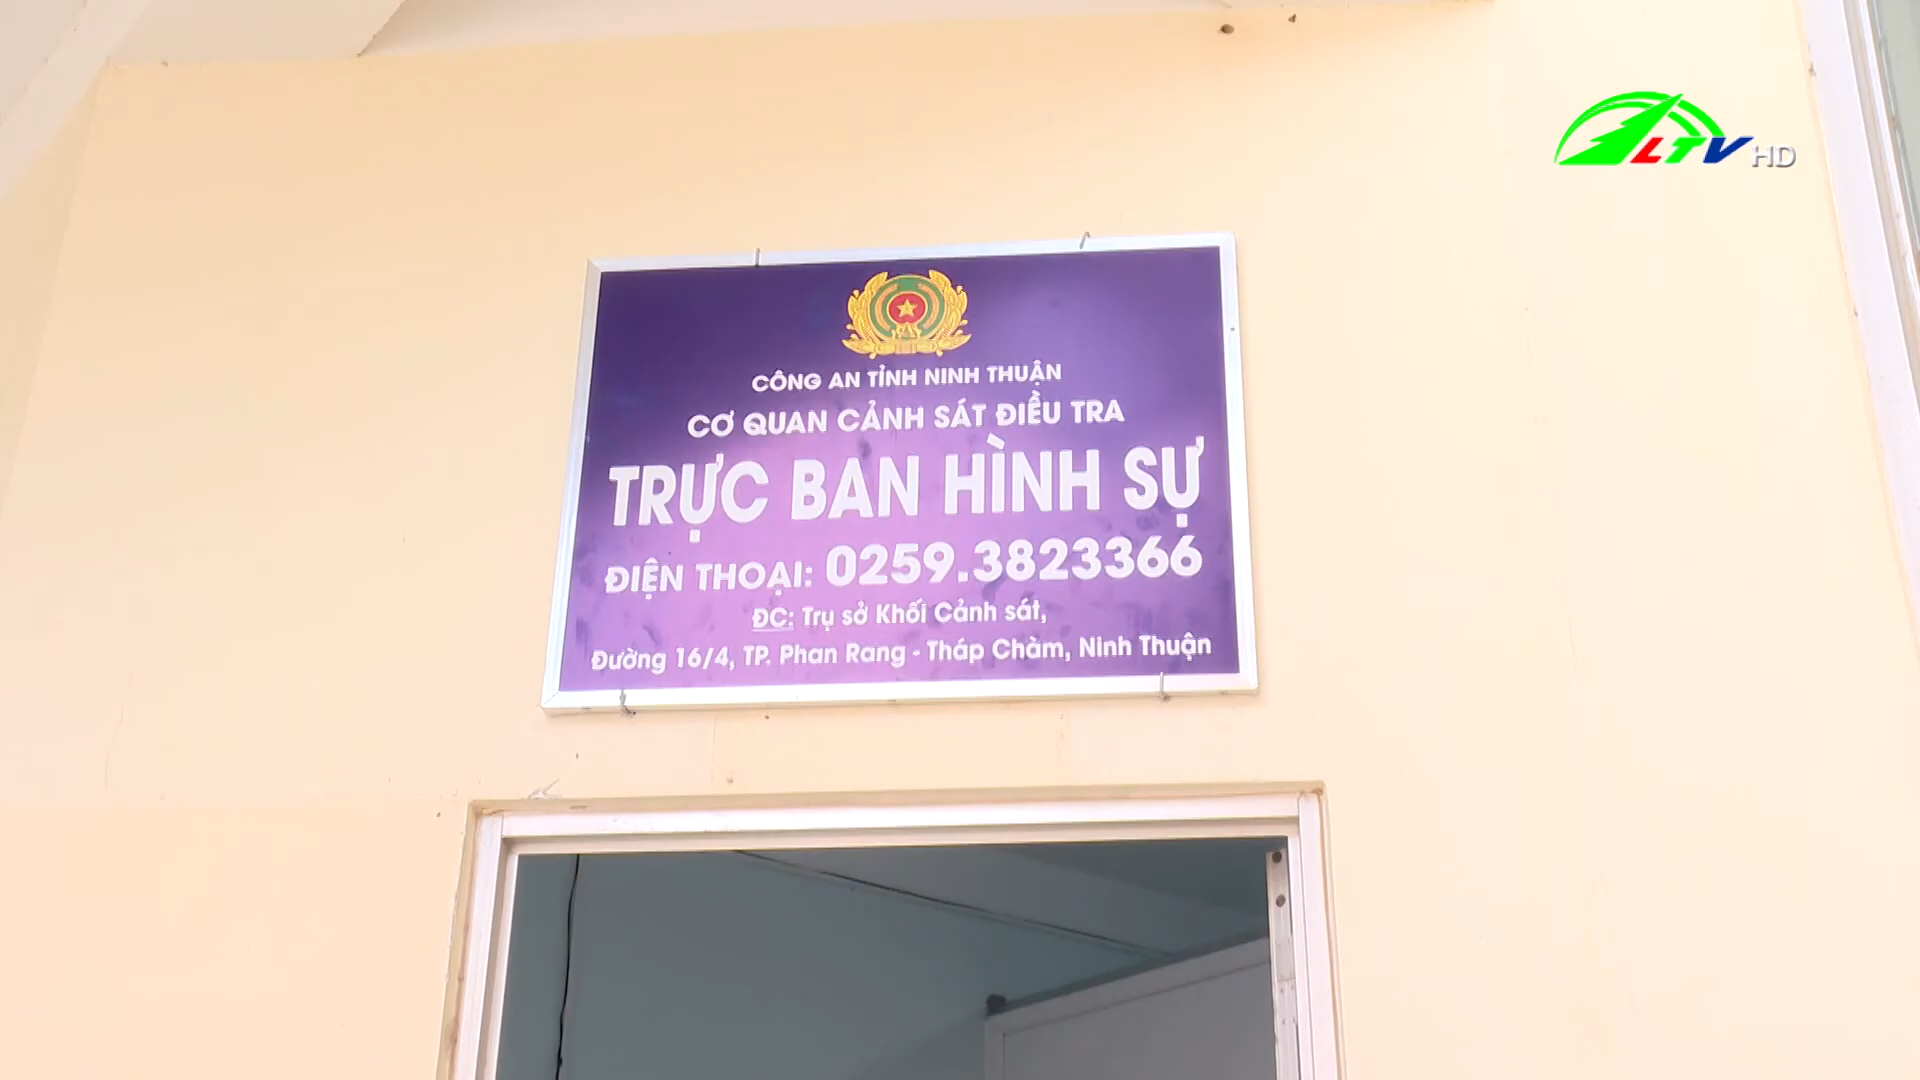 LTV HD
CÔNG AN TỈNH NINH THUẬN
CƠ QUAN CẢNH SÁT ĐIỀU TRA
TRỰC BAN HÌNH SỰ
ĐIỆN THOẠI: 0259.3823366
ĐC: Trụ sở Khối Cảnh sát,
Đường 16/4, TP. Phan Rang - Tháp Chàm, Ninh Thuận